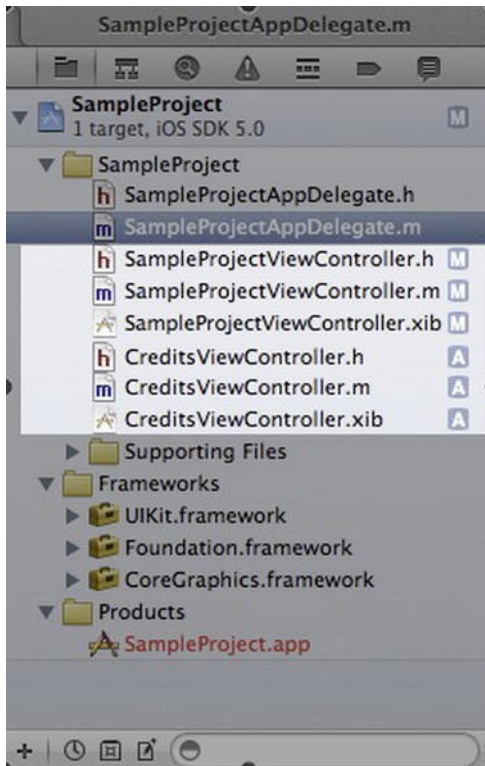 SampleProjectAppDelegate.m
SampleProject M
1 target, iOS SDK 5.0
SampleProject
h SampleProjectAppDelegate.h
m SampleProjectAppDelegate.m
h SampleProjectViewController.h M
m SampleProjectViewController.m M
SampleProjectViewController.xib M
h CreditsViewController.h A
m CreditsViewController.m A
CreditsViewController.xib A
Supporting Files
Frameworks
UIKit.framework
Foundation.framework
CoreGraphics.framework
Products
SampleProject.app